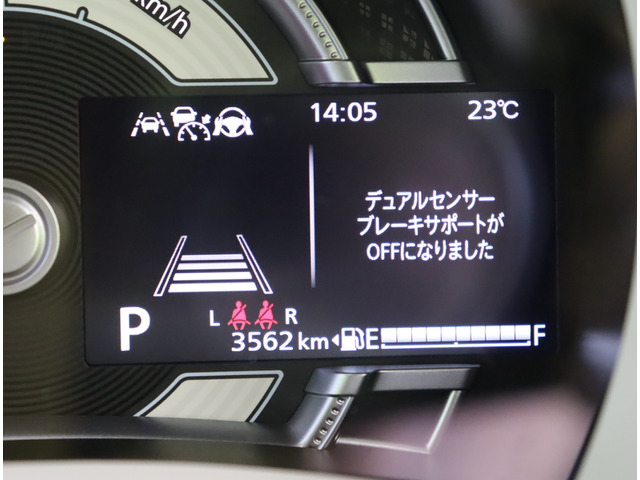 km/h
14:05 23℃
デュアルセンサー
ブレーキサポートが
OFFになりました
P
L R
3562 km E F